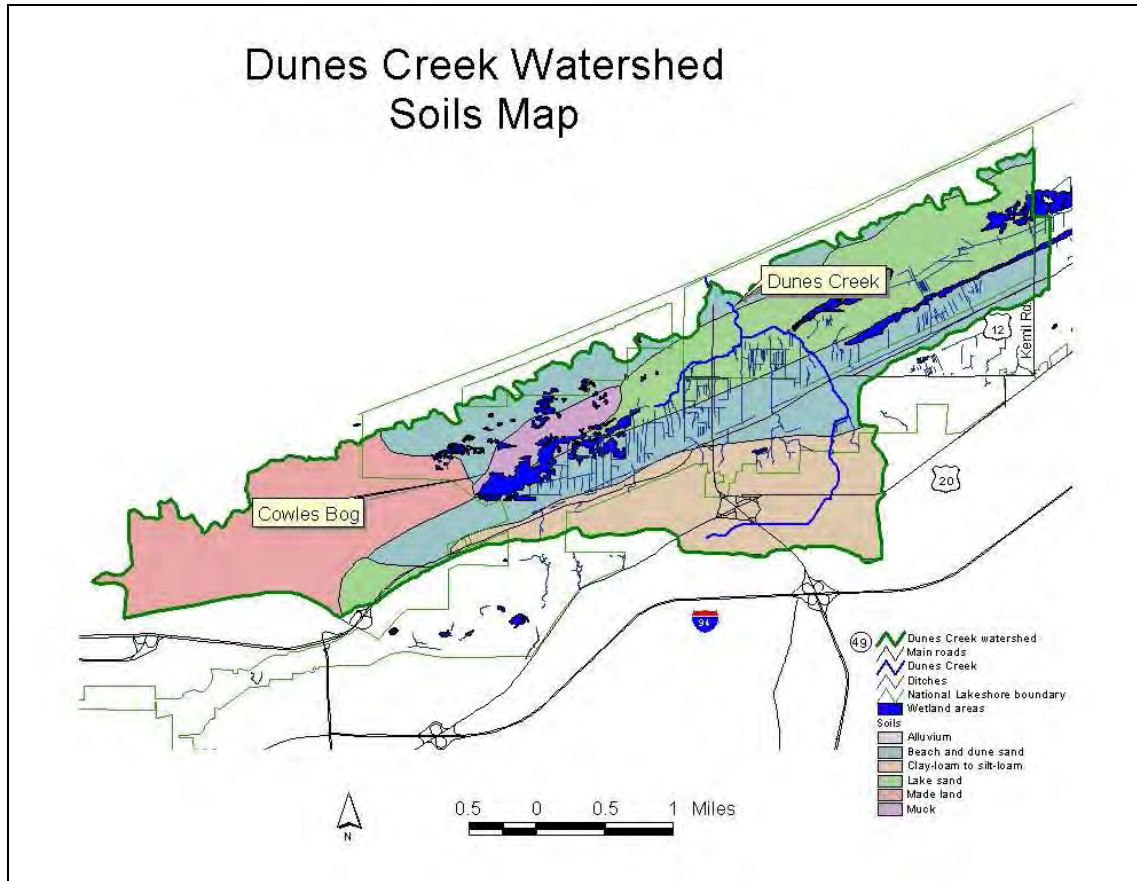 Dunes Creek Watershed
Soils Map
Dunes Creek
12
Kemil Rd
20
Cowles Bog
94
49
Dunes Creek watershed
Main roads
Dunes Creek
Ditches
National Lakeshore boundary
Wetland areas
Soils
Alluvium
Beach and dune sand
Clay-loam to silt-loam
Lake sand
Made land
Muck
0.5 0 0.5 1 Miles
N